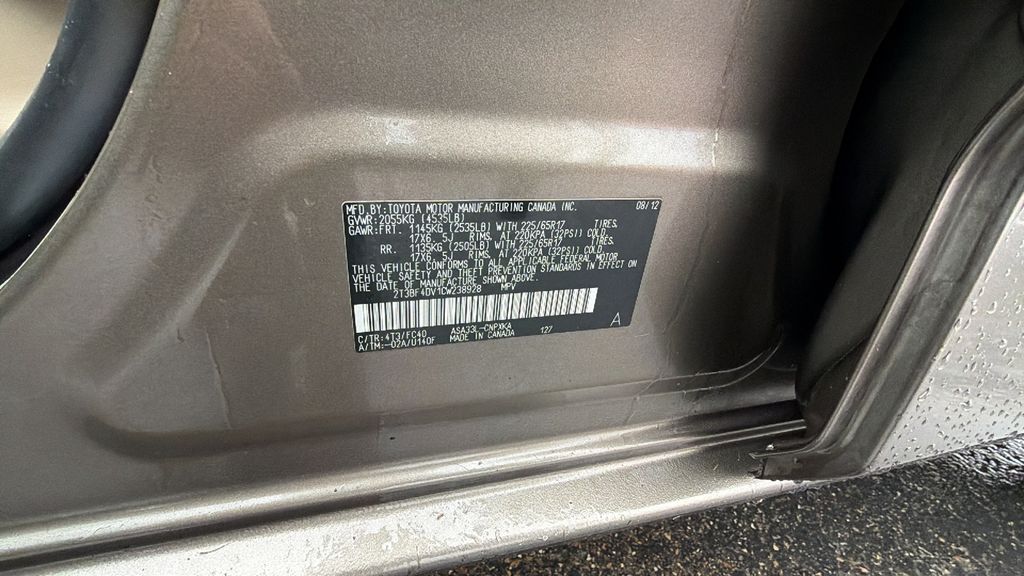 MFD.BY:TOYOTA MOTOR MANUFACTURING CANADA INC. 08/12
GVWR:2055KG (4535LB)
GAWR:FRT. 1145KG (2535LB) WITH 225/65R17 TIRES,
17X6.5J RIMS, AT 220KPA (32PSI) COLD.
RR. 1135KG (2505LB) WITH 225/65R17 TIRES,
17X6.5J RIMS, AT 220KPA (32PSI) COLD.
THIS VEHICLE CONFORMS TO ALL APPLICABLE FEDERAL MOTOR
VEHICLE SAFETY AND THEFT PREVENTION STANDARDS IN EFFECT ON
THE DATE OF MANUFACTURE SHOWN ABOVE.
2T3BF4DV1CW238928 MPV
C/TR:4T3/FC40 ASA33L-CNPXKA 127 A
A/TM:-02A/U140F MADE IN CANADA